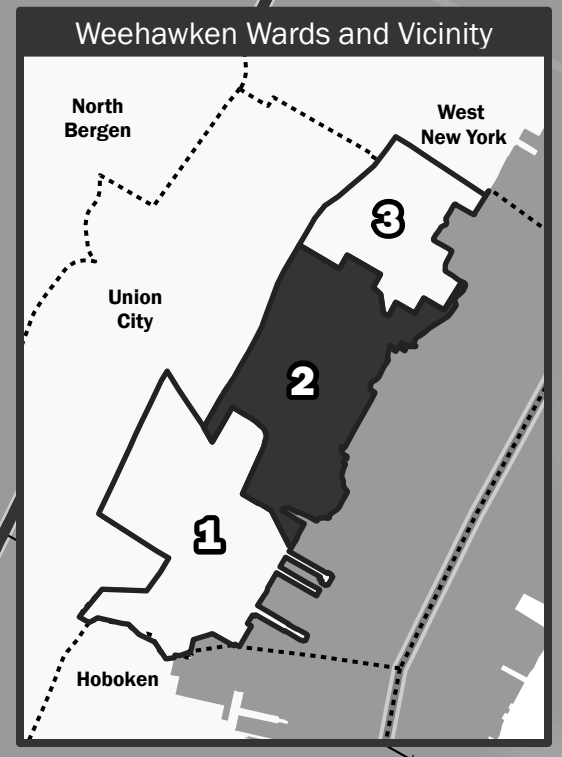 Weehawken Wards and Vicinity
North
Bergen
West
New York
3
Union
City
2
1
Hoboken